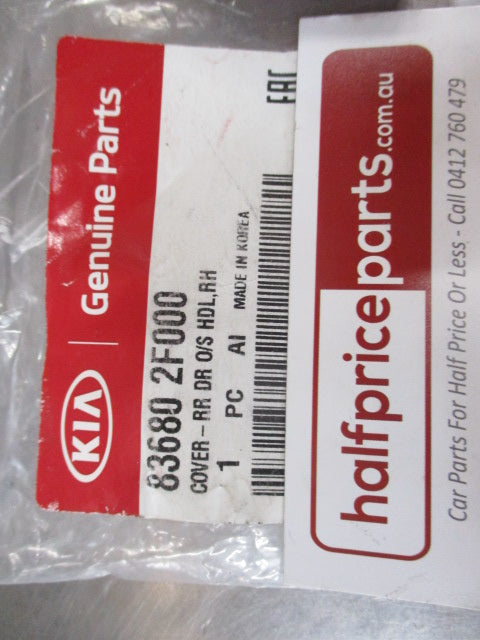 KIA | Genuine Parts
83680 2F000
COVER-RR DR O/S HDL,RH
1 PC AI MADE IN KOREA
EAC
halfpriceparts.com.au
Car Parts For Half Price Or Less - Call 0412 760 479